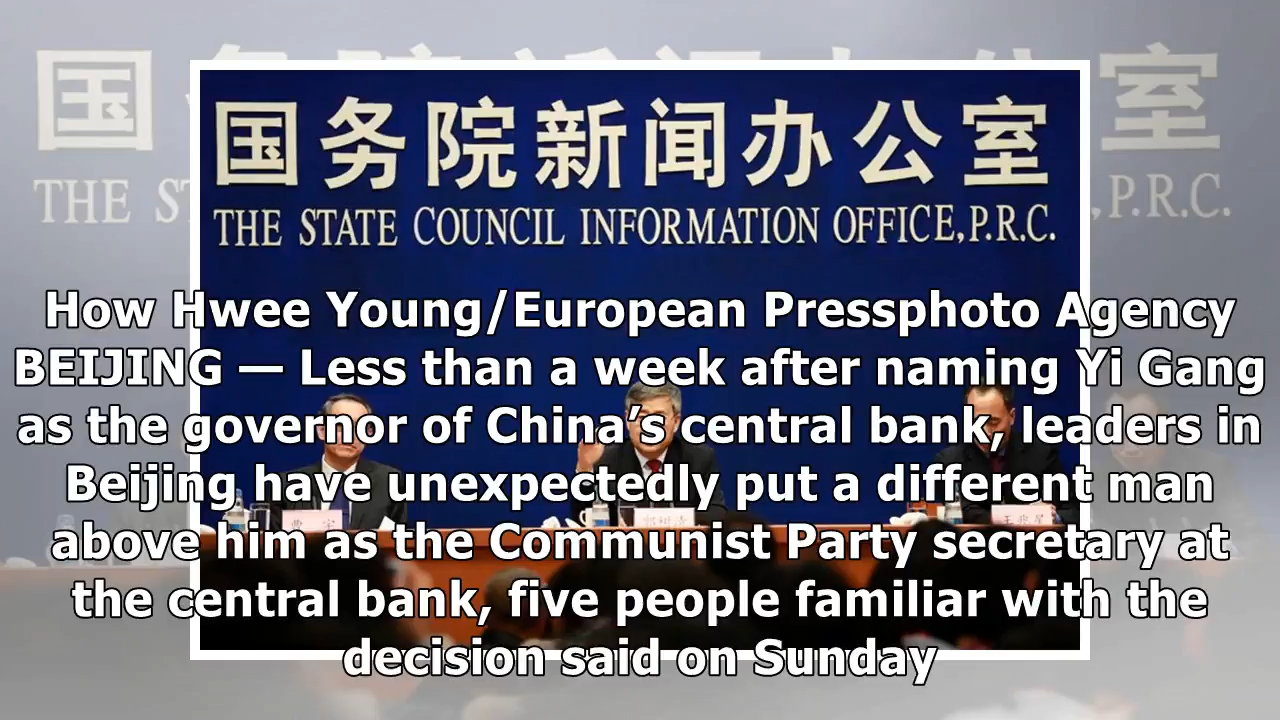 国务院新闻办公室
THE STATE COUNCIL INFORMATION OFFICE,P.R.C.
How Hwee Young/European Pressphoto Agency
BEIJING — Less than a week after naming Yi Gang
as the governor of China’s central bank, leaders in
Beijing have unexpectedly put a different man
above him as the Communist Party secretary at
the central bank, five people familiar with the
decision said on Sunday